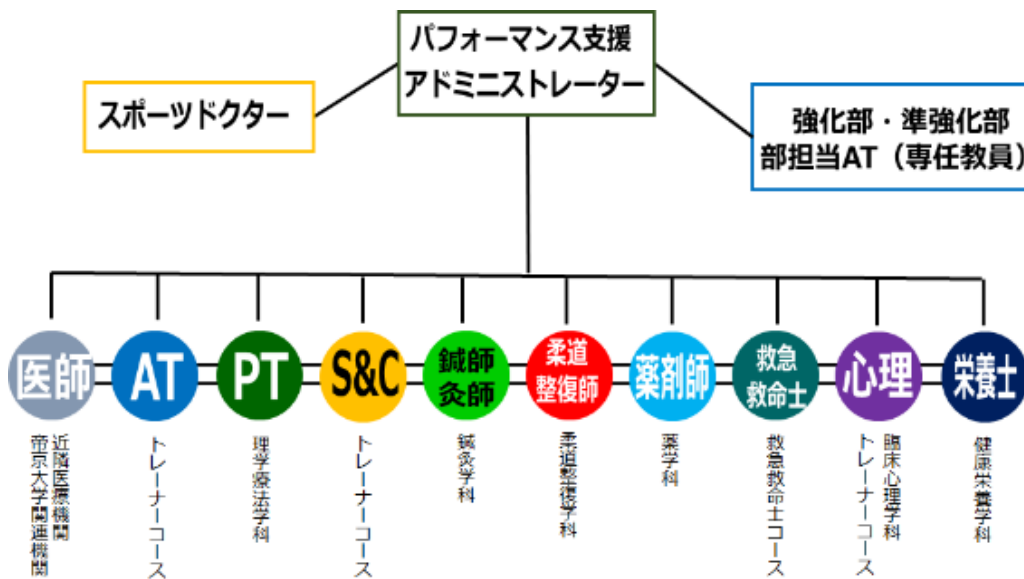 パフォーマンス支援
アドミニストレーター
スポーツドクター
強化部・準強化部
部担当AT（専任教員）
医師
AT
PT
S&C
鍼師
灸師
柔道
整復師
薬剤師
救急
救命士
心理
栄養士
近隣医療機関
帝京大学関連機関
トレーナーコース
理学療法学科
トレーナーコース
鍼灸学科
柔道整復学科
薬学科
救急救命士コース
臨床心理学科
トレーナーコース
健康栄養学科